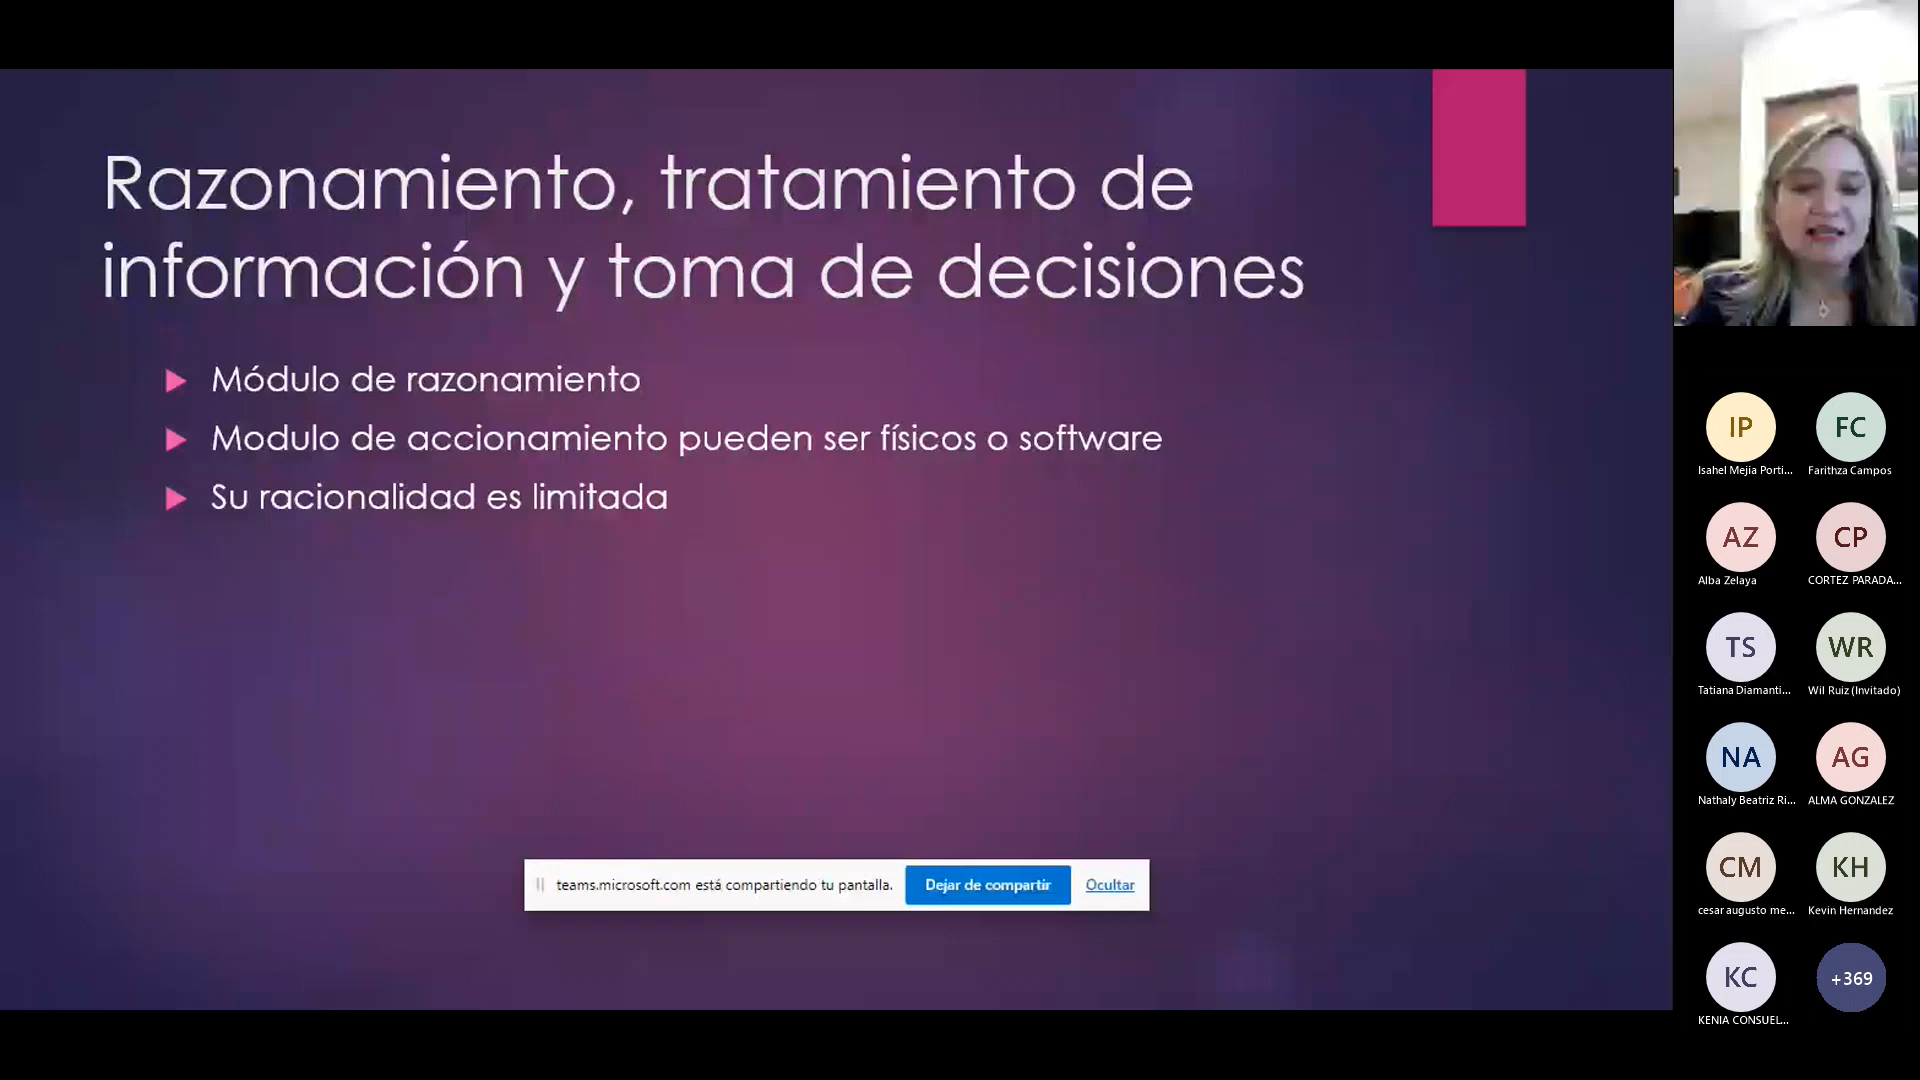 Razonamiento, tratamiento de
información y toma de decisiones
Módulo de razonamiento
Modulo de accionamiento pueden ser físicos o software
Su racionalidad es limitada
teams.microsoft.com está compartiendo tu pantalla.
Dejar de compartir
Ocultar
IP
FC
Isahel Mejia Porti...
Farithza Campos
AZ
CP
Alba Zelaya
CORTEZ PARADA...
TS
WR
Tatiana Diamanti...
Wil Ruiz (Invitado)
NA
AG
Nathaly Beatriz Ri...
ALMA GONZALEZ
CM
KH
cesar augusto me...
Kevin Hernandez
KC
+369
KENIA CONSUEL...